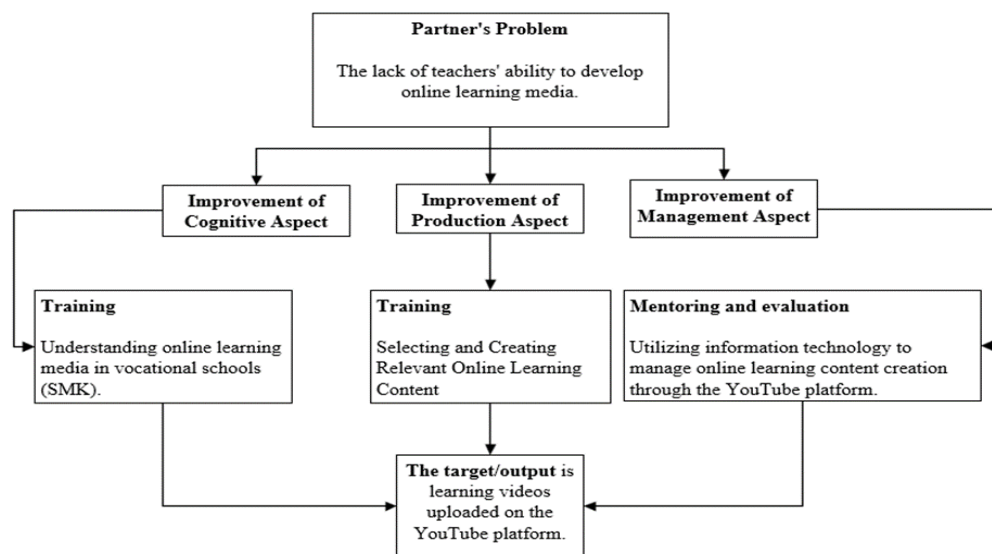 Partner's Problem
The lack of teachers' ability to develop
online learning media.
Improvement of
Cognitive Aspect
Improvement of
Production Aspect
Improvement of
Management Aspect
Training
Understanding online learning
media in vocational schools
(SMK).
Training
Selecting and Creating
Relevant Online Learning
Content
Mentoring and evaluation
Utilizing information technology to
manage online learning content creation
through the YouTube platform.
The target/output is
learning videos
uploaded on the
YouTube platform.